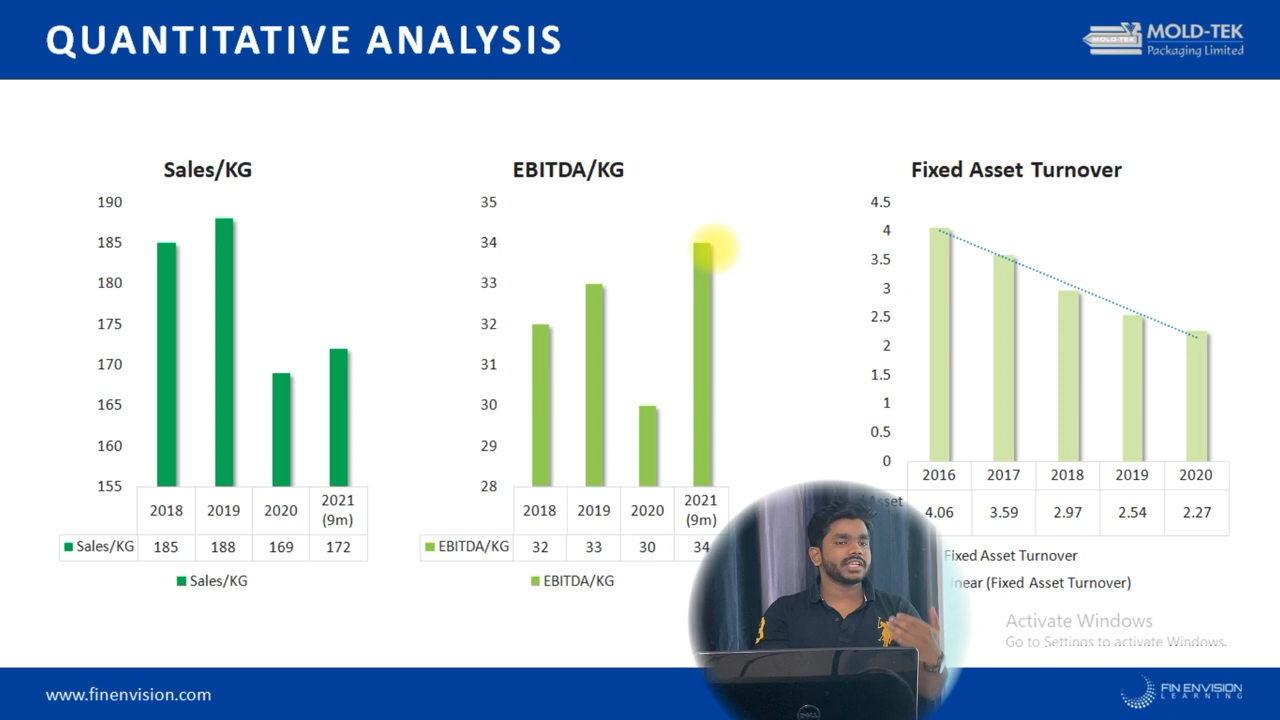 QUANTITATIVE ANALYSIS
MOLD-TEK
Packaging Limited
MOLD-TEK
Sales/KG
190
185
180
175
170
165
160
155
2018
2019
2020
2021
(9m)
Sales/KG
185
188
169
172
Sales/KG
EBITDA/KG
35
34
33
32
31
30
29
28
2018
2019
2020
2021
(9m)
EBITDA/KG
32
33
30
34
EBITDA/KG
Fixed Asset Turnover
4.5
4
3.5
3
2.5
2
1.5
1
0.5
0
2016
2017
2018
2019
2020
Asset
4.06
3.59
2.97
2.54
2.27
Fixed Asset Turnover
near (Fixed Asset Turnover)
Activate Windows
Go to Settings to activate Windows.
DELL
www.finenvision.com
FIN ENVISION
LEARNING